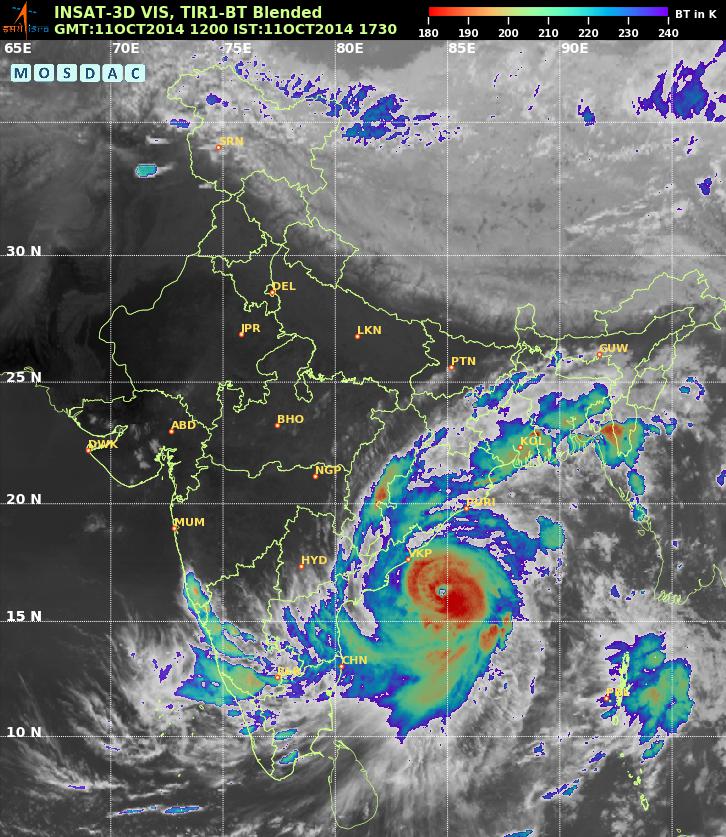 INSAT-3D VIS, TIR1-BT Blended
GMT:11OCT2014 1200 IST:11OCT2014 1730
BT in K
180 190 200 210 220 230 240
65E 70E 75E 80E 85E 90E
MOSDAC
SRN
30 N
DEL
JPR LKN
GUW
PTN
25 N
ABD BHO
DWK KOL
NGP
20 N
PURI
MUM
VKP
HYD
15 N
CHN
10 N